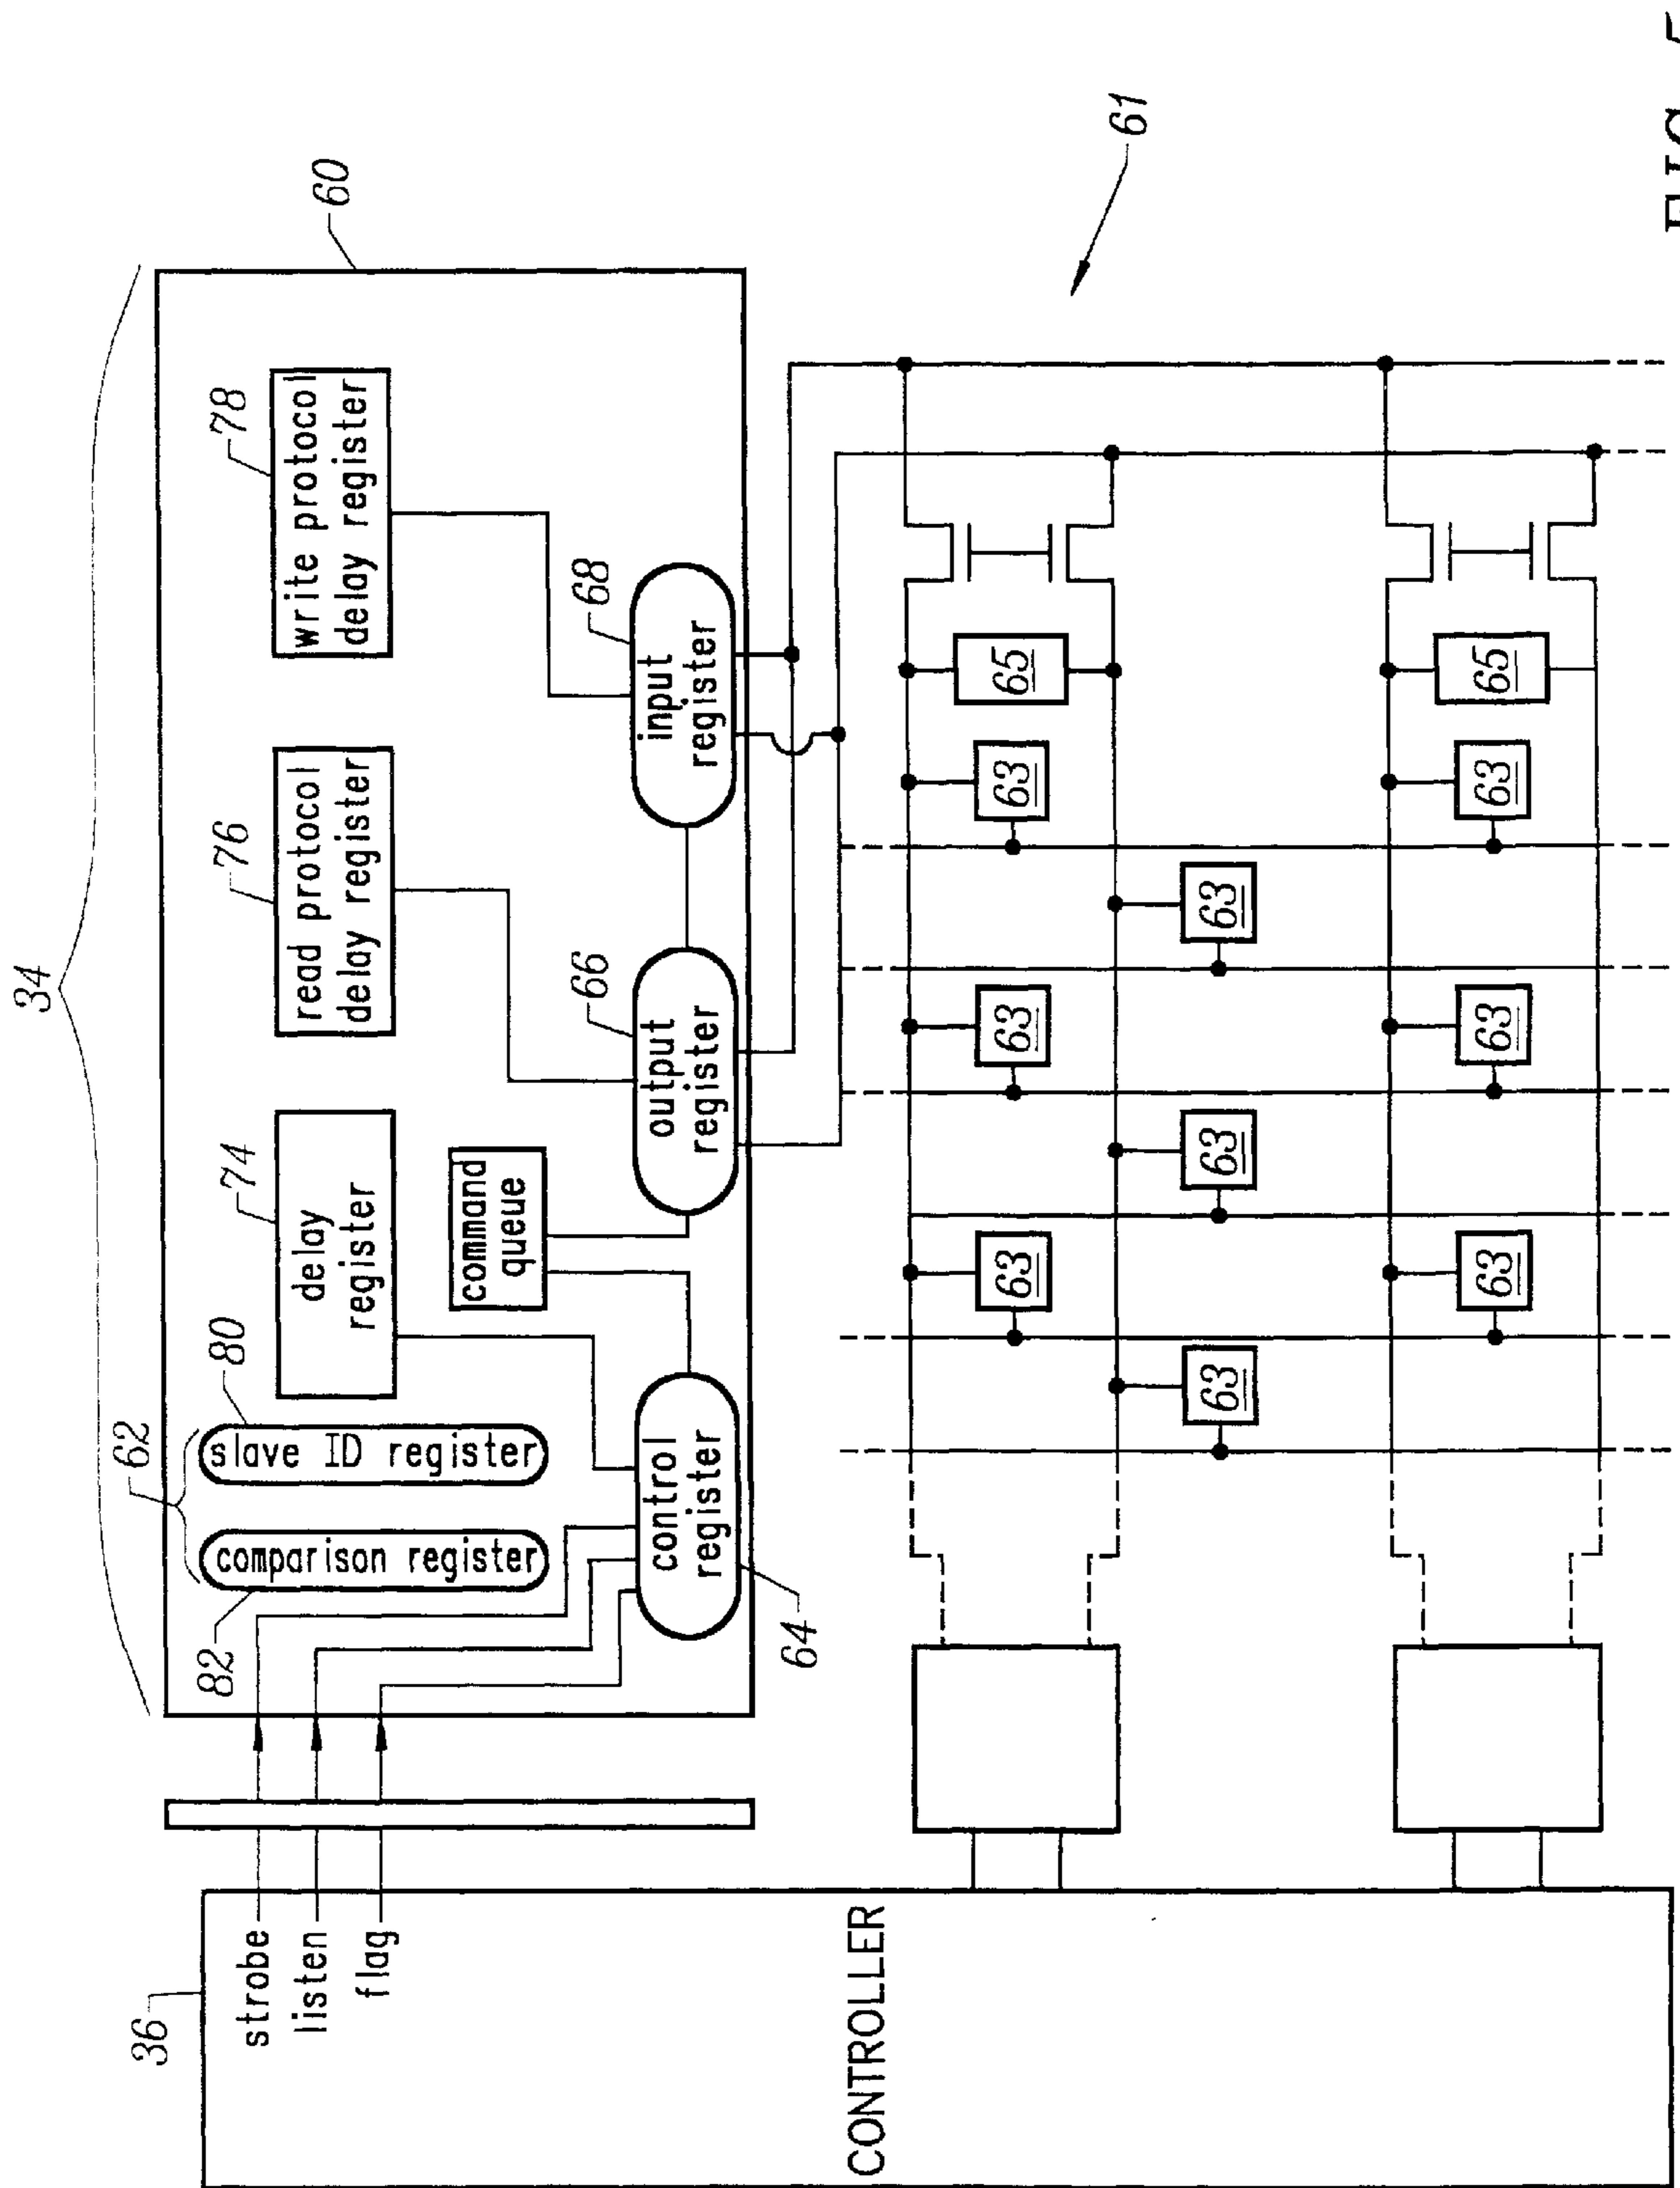 34
60
62
80
74
76
78
82
slave ID register
comparison register
delay
register
read protocol
delay register
write protocol
delay register
command
queue
control
register
output
register
input
register
64
66
68
36
strobe
listen
flag
CONTROLLER
61
63
63
63
63
63
63
65
63
63
63
65